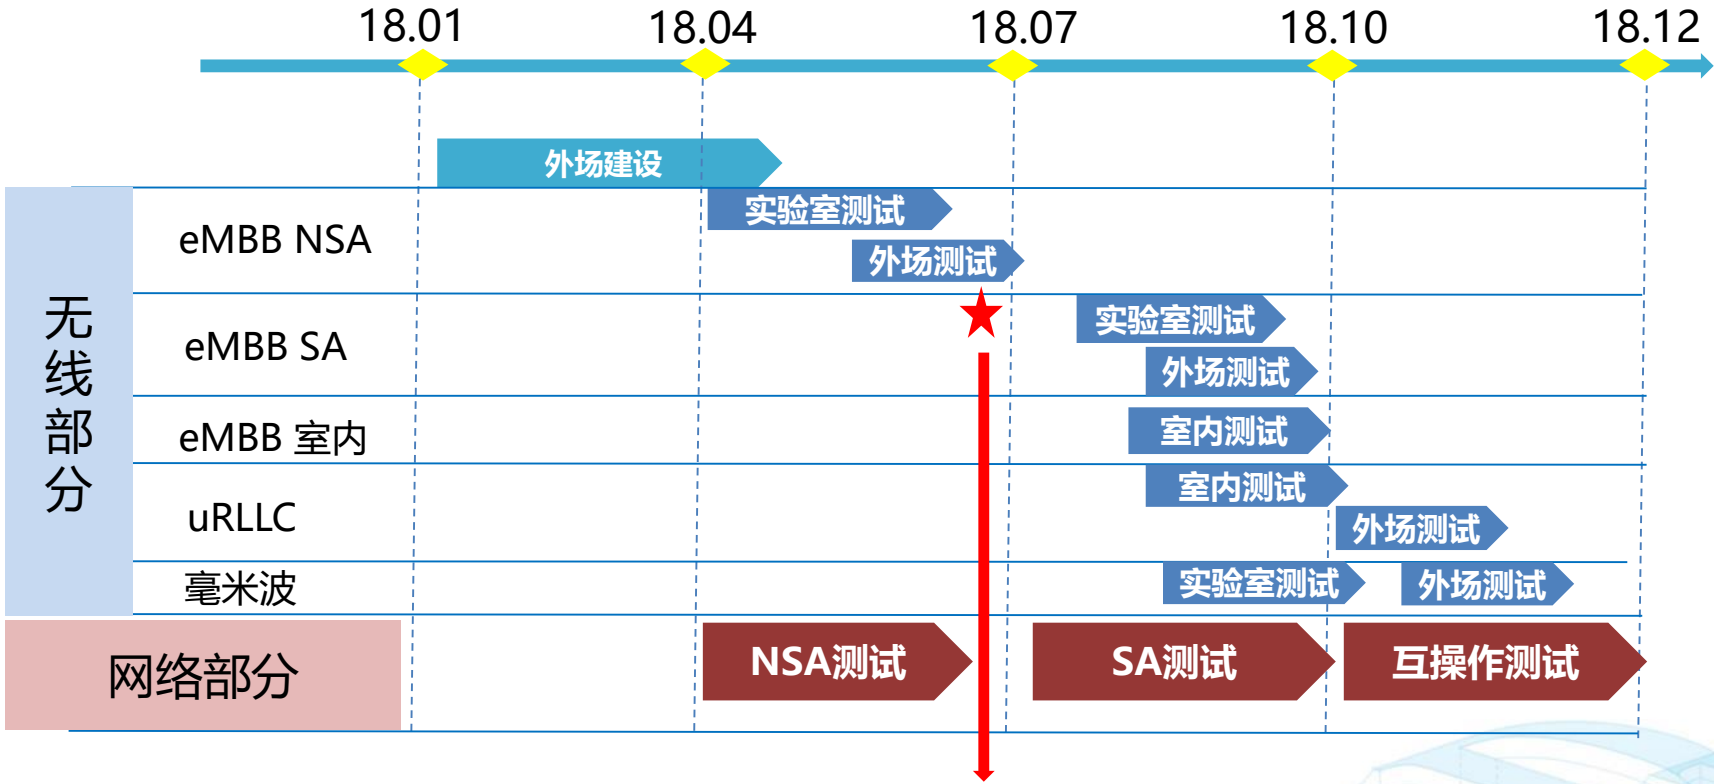 18.01
18.04
18.07
18.10
18.12
外场建设
无线部分
eMBB NSA
实验室测试
外场测试
eMBB SA
实验室测试
外场测试
eMBB 室内
室内测试
uRLLC
室内测试
外场测试
毫米波
实验室测试
外场测试
网络部分
NSA测试
SA测试
互操作测试